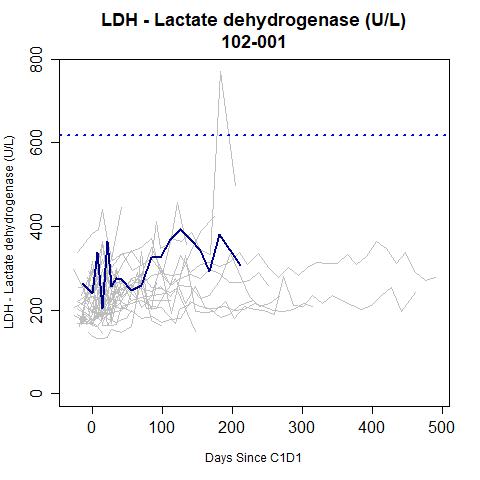 LDH - Lactate dehydrogenase (U/L)
102-001
LDH - Lactate dehydrogenase (U/L)
800
600
400
200
0
0 100 200 300 400 500
Days Since C1D1